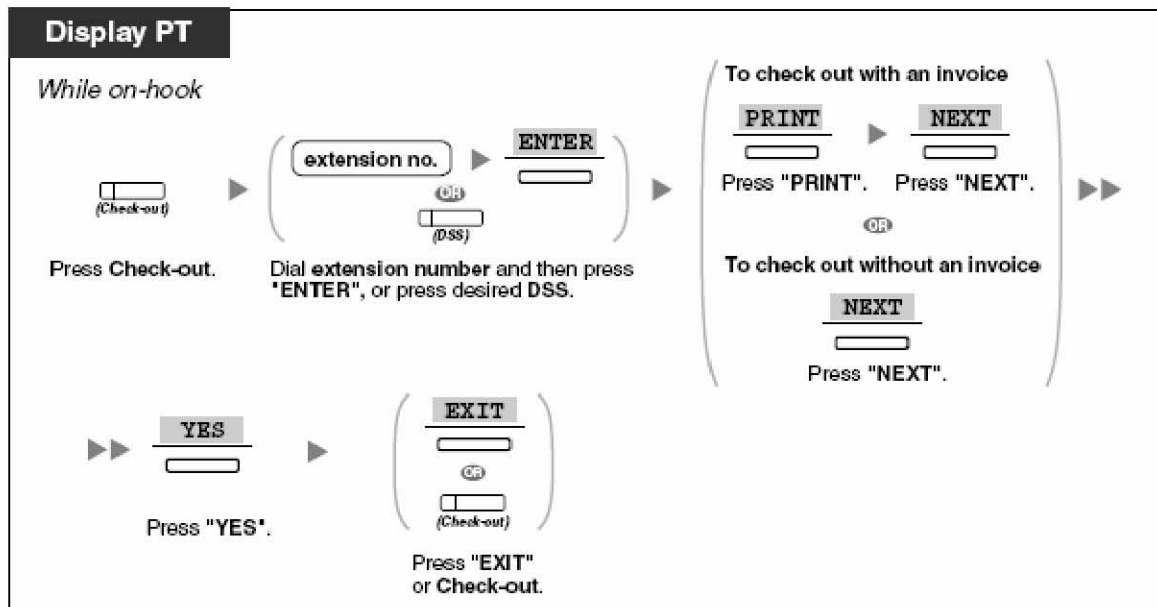 Display PT
While on-hook
(Check-out)
Press Check-out.
extension no.
ENTER
OR
(DSS)
Dial extension number and then press
"ENTER", or press desired DSS.
To check out with an invoice
PRINT
NEXT
Press "PRINT".
Press "NEXT".
OR
To check out without an invoice
NEXT
Press "NEXT".
YES
Press "YES".
EXIT
OR
(Check-out)
Press "EXIT"
or Check-out.